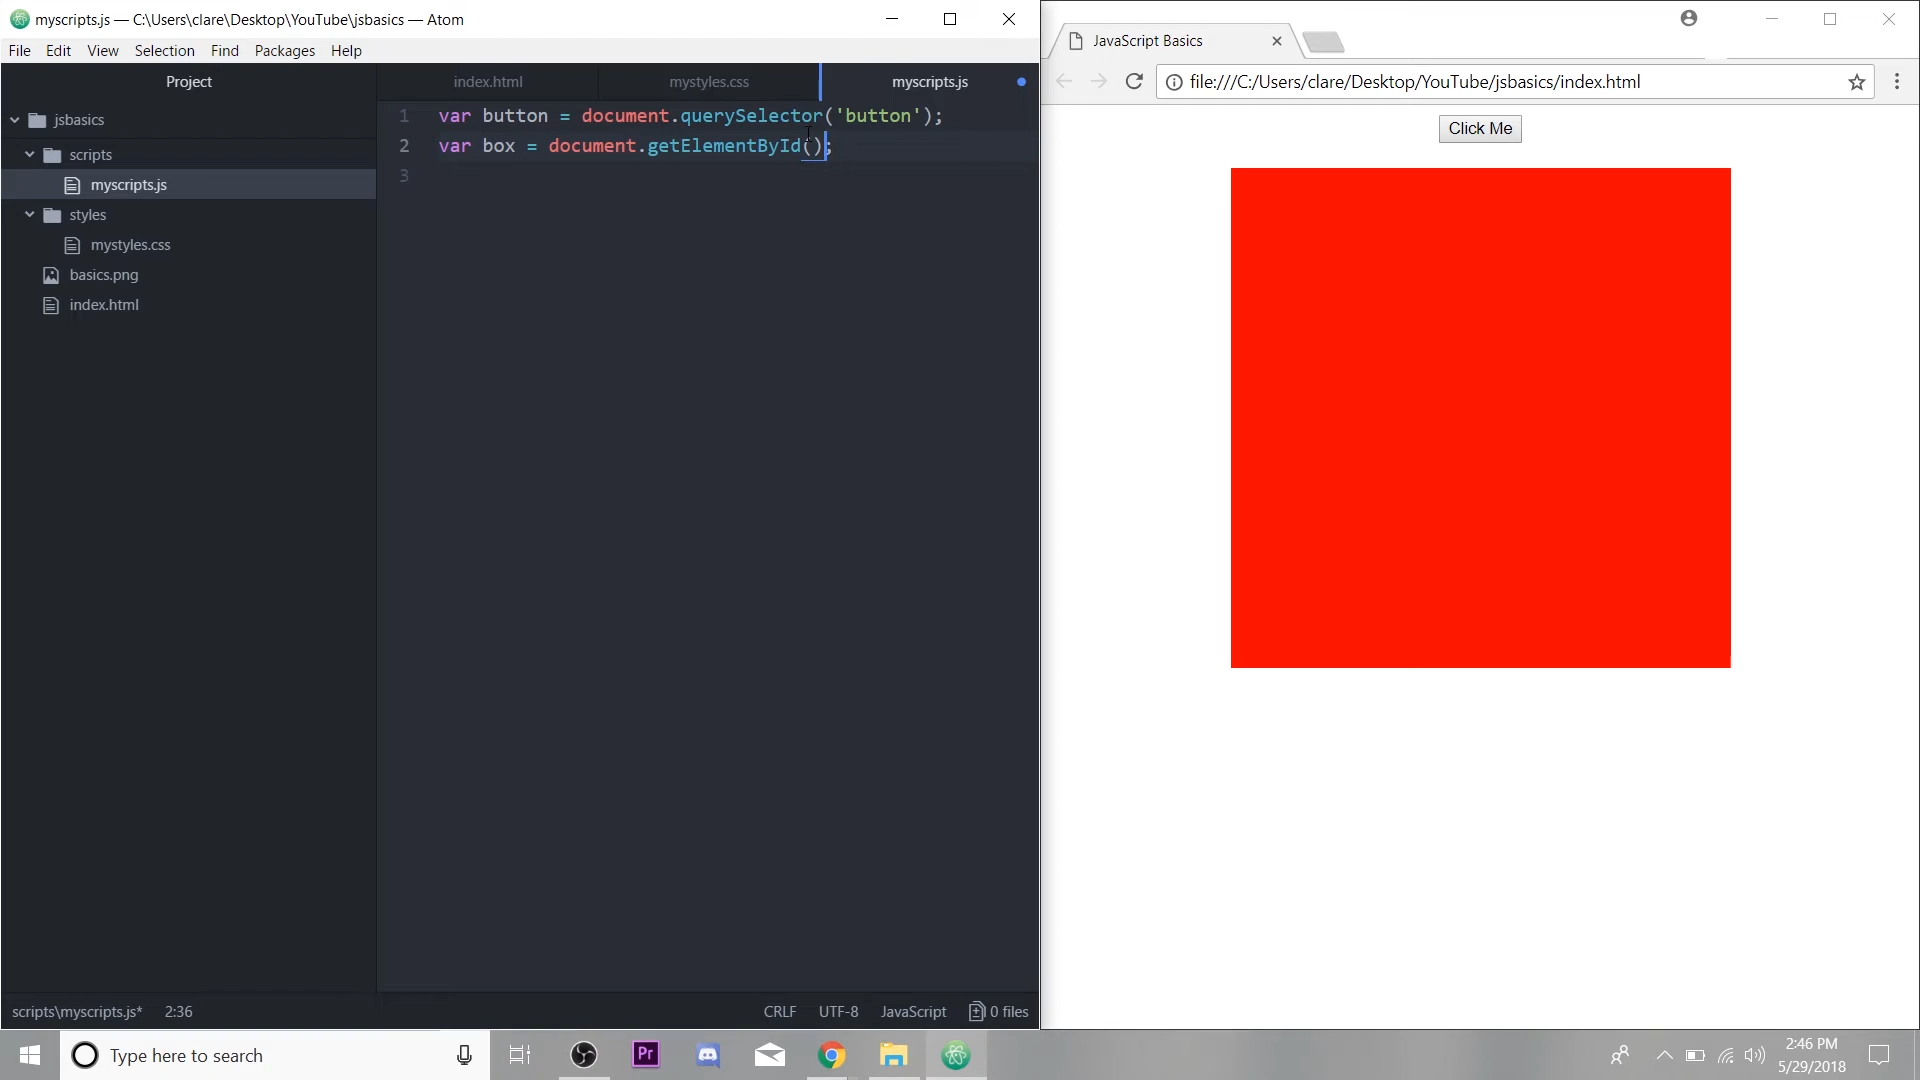 myscripts.js — C:\Users\clare\Desktop\YouTube\jsbasics — Atom
File Edit View Selection Find Packages Help
Project
jsbasics
scripts
myscripts.js
styles
mystyles.css
basics.png
index.html
index.html mystyles.css myscripts.js
1 var button = document.querySelector('button');
2 var box = document.getElementById();
3
scripts\myscripts.js* 2:36 CRLF UTF-8 JavaScript 0 files
JavaScript Basics
file:///C:/Users/clare/Desktop/YouTube/jsbasics/index.html
Click Me
Type here to search
Pr
2:46 PM
5/29/2018